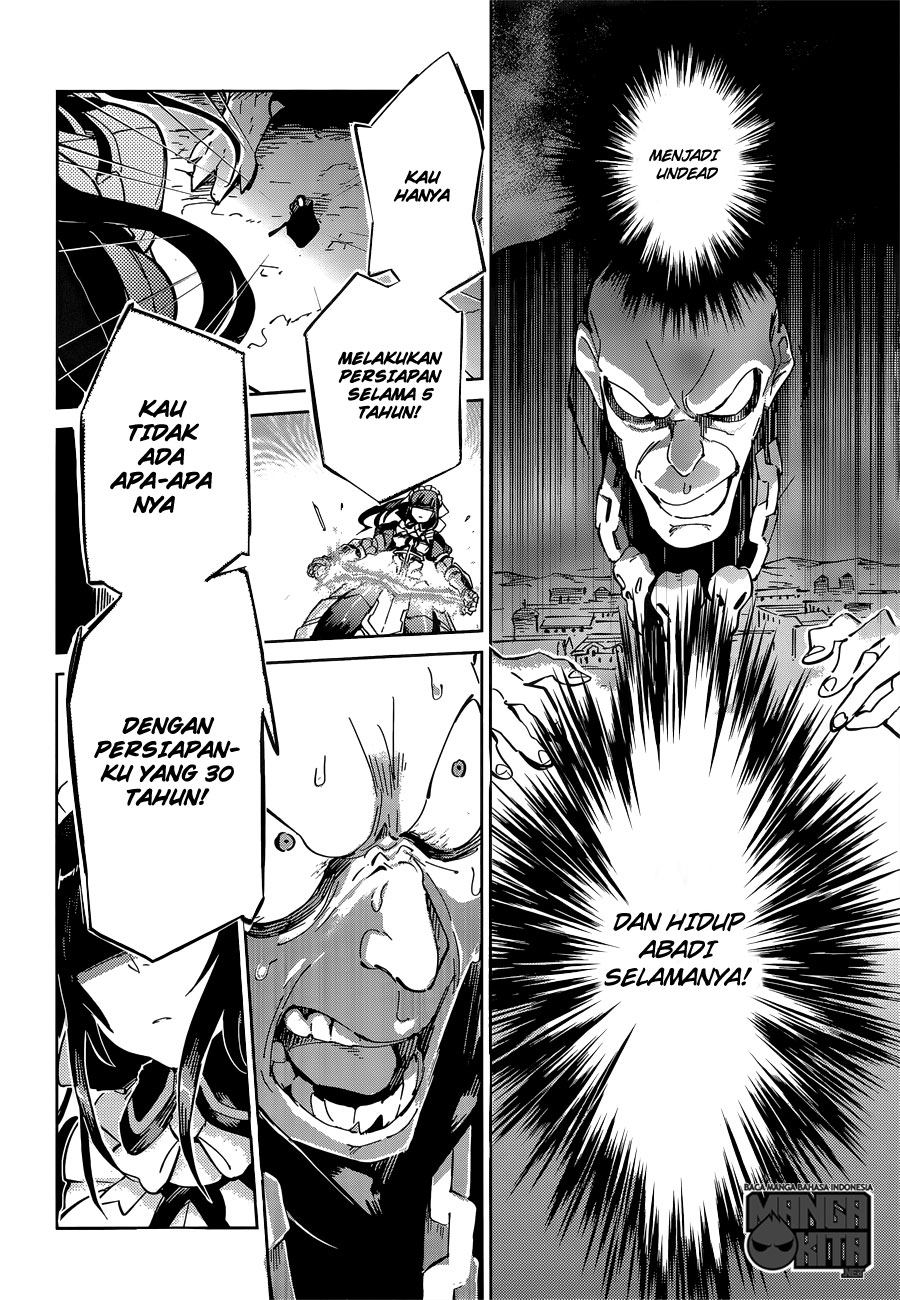 MENJADI
UNDEAD
DAN HIDUP
ABADI
SELAMANYA!
KAU
HANYA
MELAKUKAN
PERSIAPAN
SELAMA 5
TAHUN!
KAU
TIDAK
ADA
APA-APA
NYA
DENGAN
PERSIAPAN-
KU YANG 30
TAHUN!
BACA MANGA BAHASA INDONESIA
MANGA
KITA
.NET